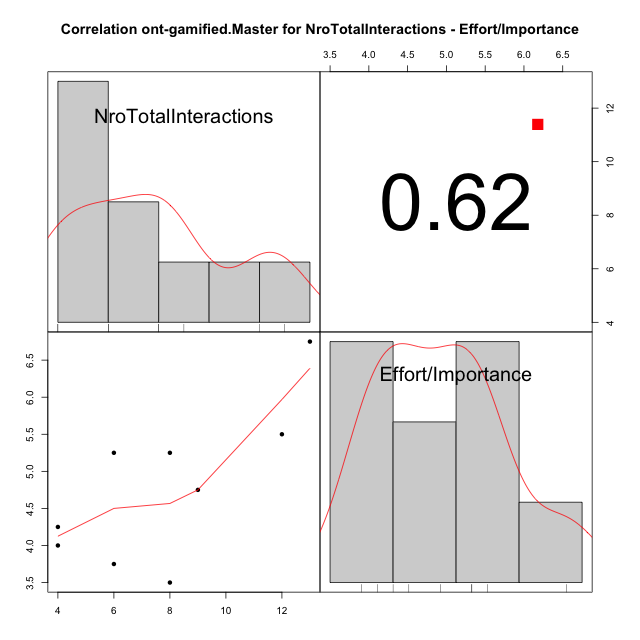 Correlation ont-gamified.Master for NroTotalInteractions - Effort/Importance
3.5 4.0 4.5 5.0 5.5 6.0 6.5
NroTotalInteractions
0.62
12
10
8
6
4
Effort/Importance
6.5
6.0
5.5
5.0
4.5
4.0
3.5
4 6 8 10 12